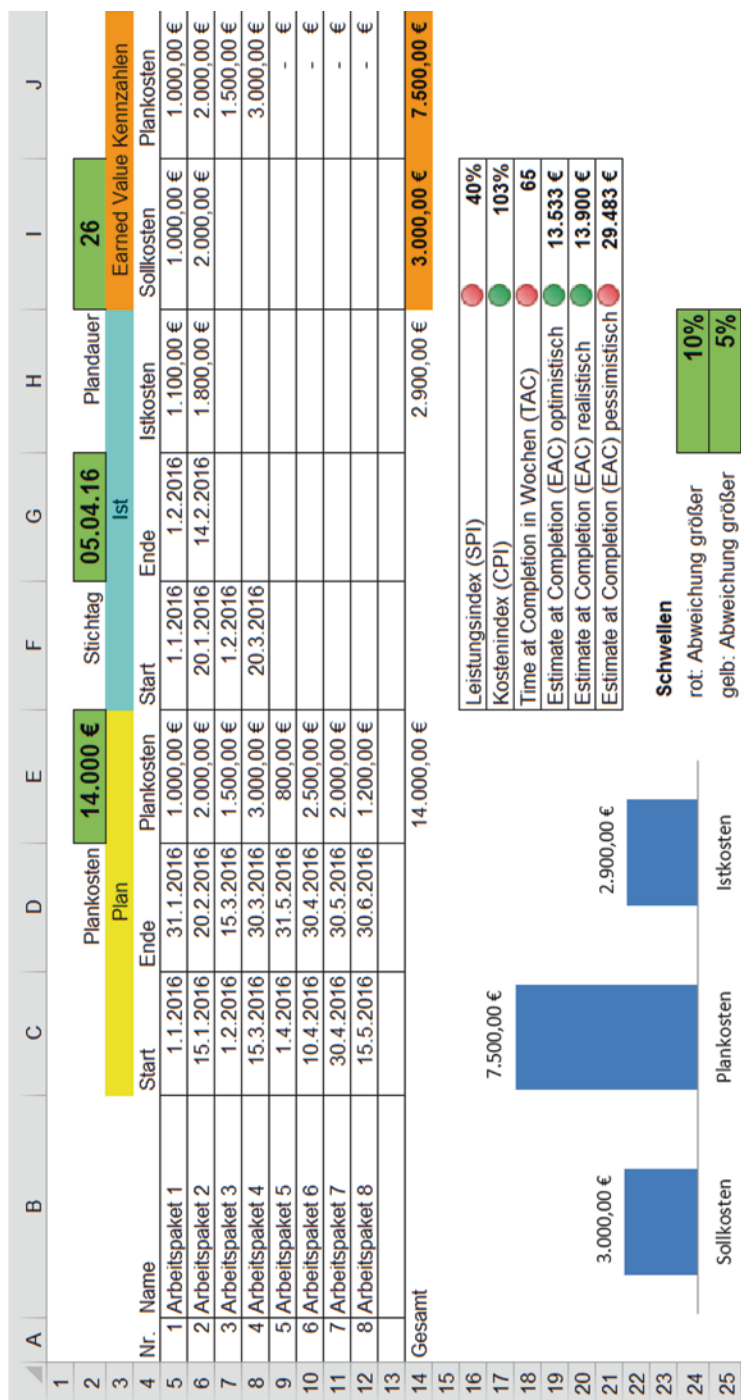 A B C D E F G H I J
1
2 Plankosten 14.000 € Stichtag 05.04.16 Plandauer 26
3 Plan Ist Earned Value Kennzahlen
4 Nr. Name Start Ende Plankosten Start Ende Istkosten Sollkosten Plankosten
5 1 Arbeitspaket 1 1.1.2016 31.1.2016 1.000,00 € 1.1.2016 1.2.2016 1.100,00 € 1.000,00 € 1.000,00 €
6 2 Arbeitspaket 2 15.1.2016 20.2.2016 2.000,00 € 20.1.2016 14.2.2016 1.800,00 € 2.000,00 € 2.000,00 €
7 3 Arbeitspaket 3 1.2.2016 15.3.2016 1.500,00 € 1.2.2016 1.500,00 €
8 4 Arbeitspaket 4 15.3.2016 30.3.2016 3.000,00 € 20.3.2016 3.000,00 €
9 5 Arbeitspaket 5 1.4.2016 31.5.2016 800,00 € - €
10 6 Arbeitspaket 6 10.4.2016 30.4.2016 2.500,00 € - €
11 7 Arbeitspaket 7 30.4.2016 30.5.2016 2.000,00 € - €
12 8 Arbeitspaket 8 15.5.2016 30.6.2016 1.200,00 € - €
13
14 Gesamt 14.000,00 € 2.900,00 € 3.000,00 € 7.500,00 €
15
16 Leistungsindex (SPI) 40%
17 Kostenindex (CPI) 103%
18 Time at Completion in Wochen (TAC) 65
19 Estimate at Completion (EAC) optimistisch 13.533 €
20 Estimate at Completion (EAC) realistisch 13.900 €
21 Estimate at Completion (EAC) pessimistisch 29.483 €
22
23 Schwellen
24 rot: Abweichung größer 10%
25 gelb: Abweichung größer 5%
3.000,00 € 7.500,00 € 2.900,00 €
Sollkosten Plankosten Istkosten